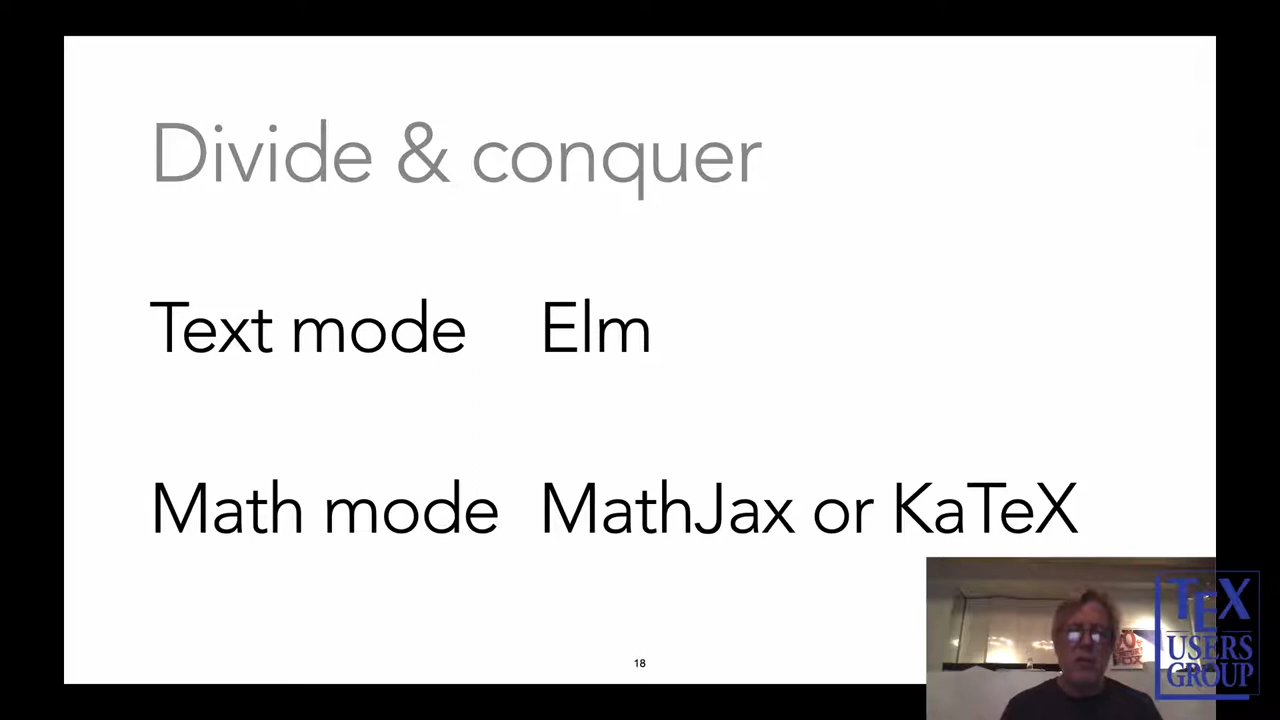 Divide & conquer
Text mode Elm
Math mode MathJax or KaTeX
18
TEX
USERS
GROUP